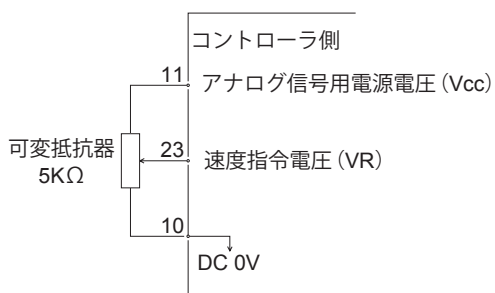 コントローラ側
11 アナログ信号用電源電圧(Vcc)
可変抵抗器
5KΩ
23 速度指令電圧(VR)
10
DC 0V